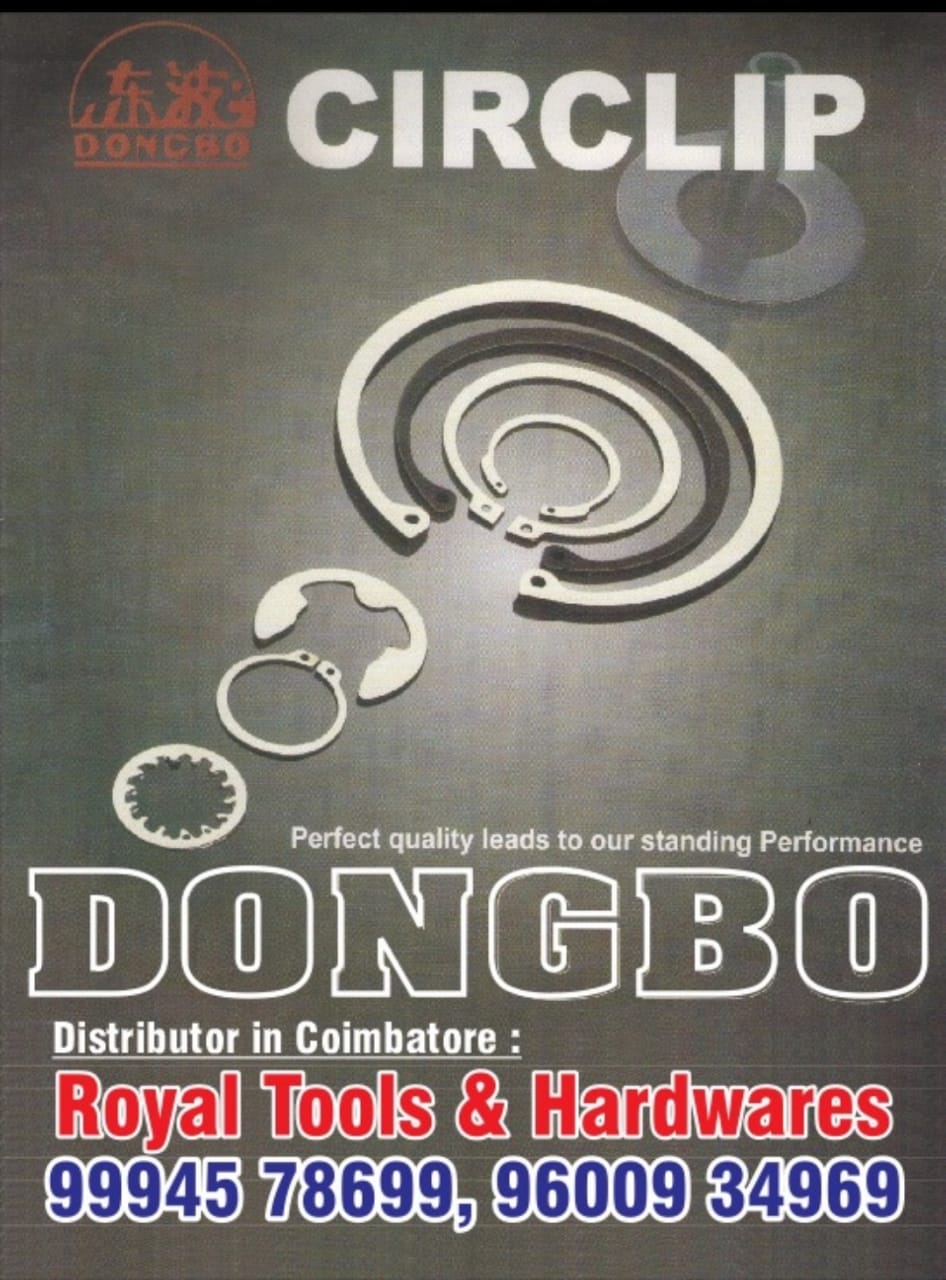 东波
DONGBO
CIRCLIP
Perfect quality leads to our standing Performance
DONGBO
Distributor in Coimbatore :
Royal Tools & Hardwares
99945 78699, 96009 34969